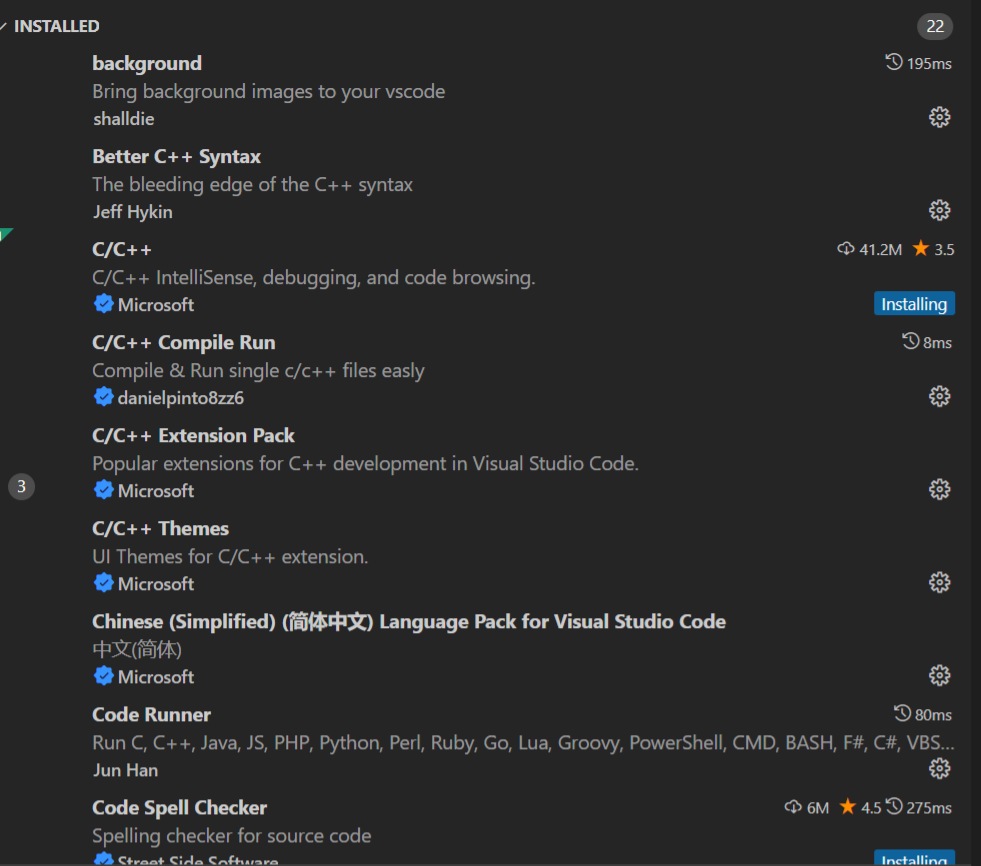 INSTALLED 22
background 195ms
Bring background images to your vscode
shalldie
Better C++ Syntax
The bleeding edge of the C++ syntax
Jeff Hykin
C/C++ 41.2M 3.5
C/C++ IntelliSense, debugging, and code browsing.
Microsoft Installing
C/C++ Compile Run 8ms
Compile & Run single c/c++ files easly
danielpinto8zz6
C/C++ Extension Pack
Popular extensions for C++ development in Visual Studio Code.
3 Microsoft
C/C++ Themes
UI Themes for C/C++ extension.
Microsoft
Chinese (Simplified) (简体中文) Language Pack for Visual Studio Code
中文(简体)
Microsoft
Code Runner 80ms
Run C, C++, Java, JS, PHP, Python, Perl, Ruby, Go, Lua, Groovy, PowerShell, CMD, BASH, F#, C#, VBS...
Jun Han
Code Spell Checker 6M 4.5 275ms
Spelling checker for source code
Street Side Software Installing